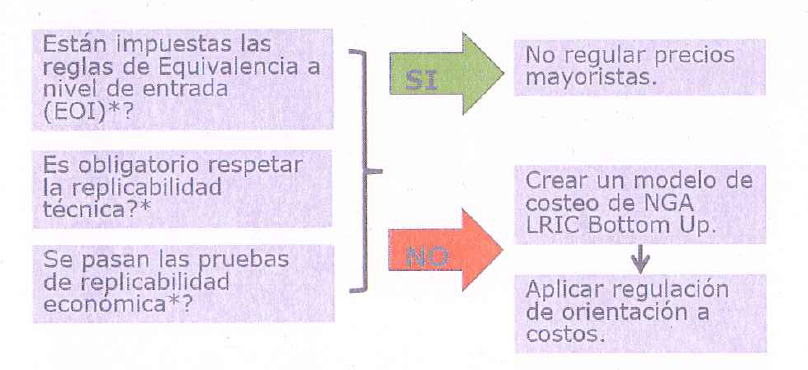 Están impuestas las
reglas de Equivalencia a
nivel de entrada
(EOI)*?
Es obligatorio respetar
la replicabilidad
técnica?*
Se pasan las pruebas
de replicabilidad
económica*?
SI
NO
No regular precios
mayoristas.
Crear un modelo de
costeo de NGA
LRIC Bottom Up.
Aplicar regulación
de orientación a
costos.